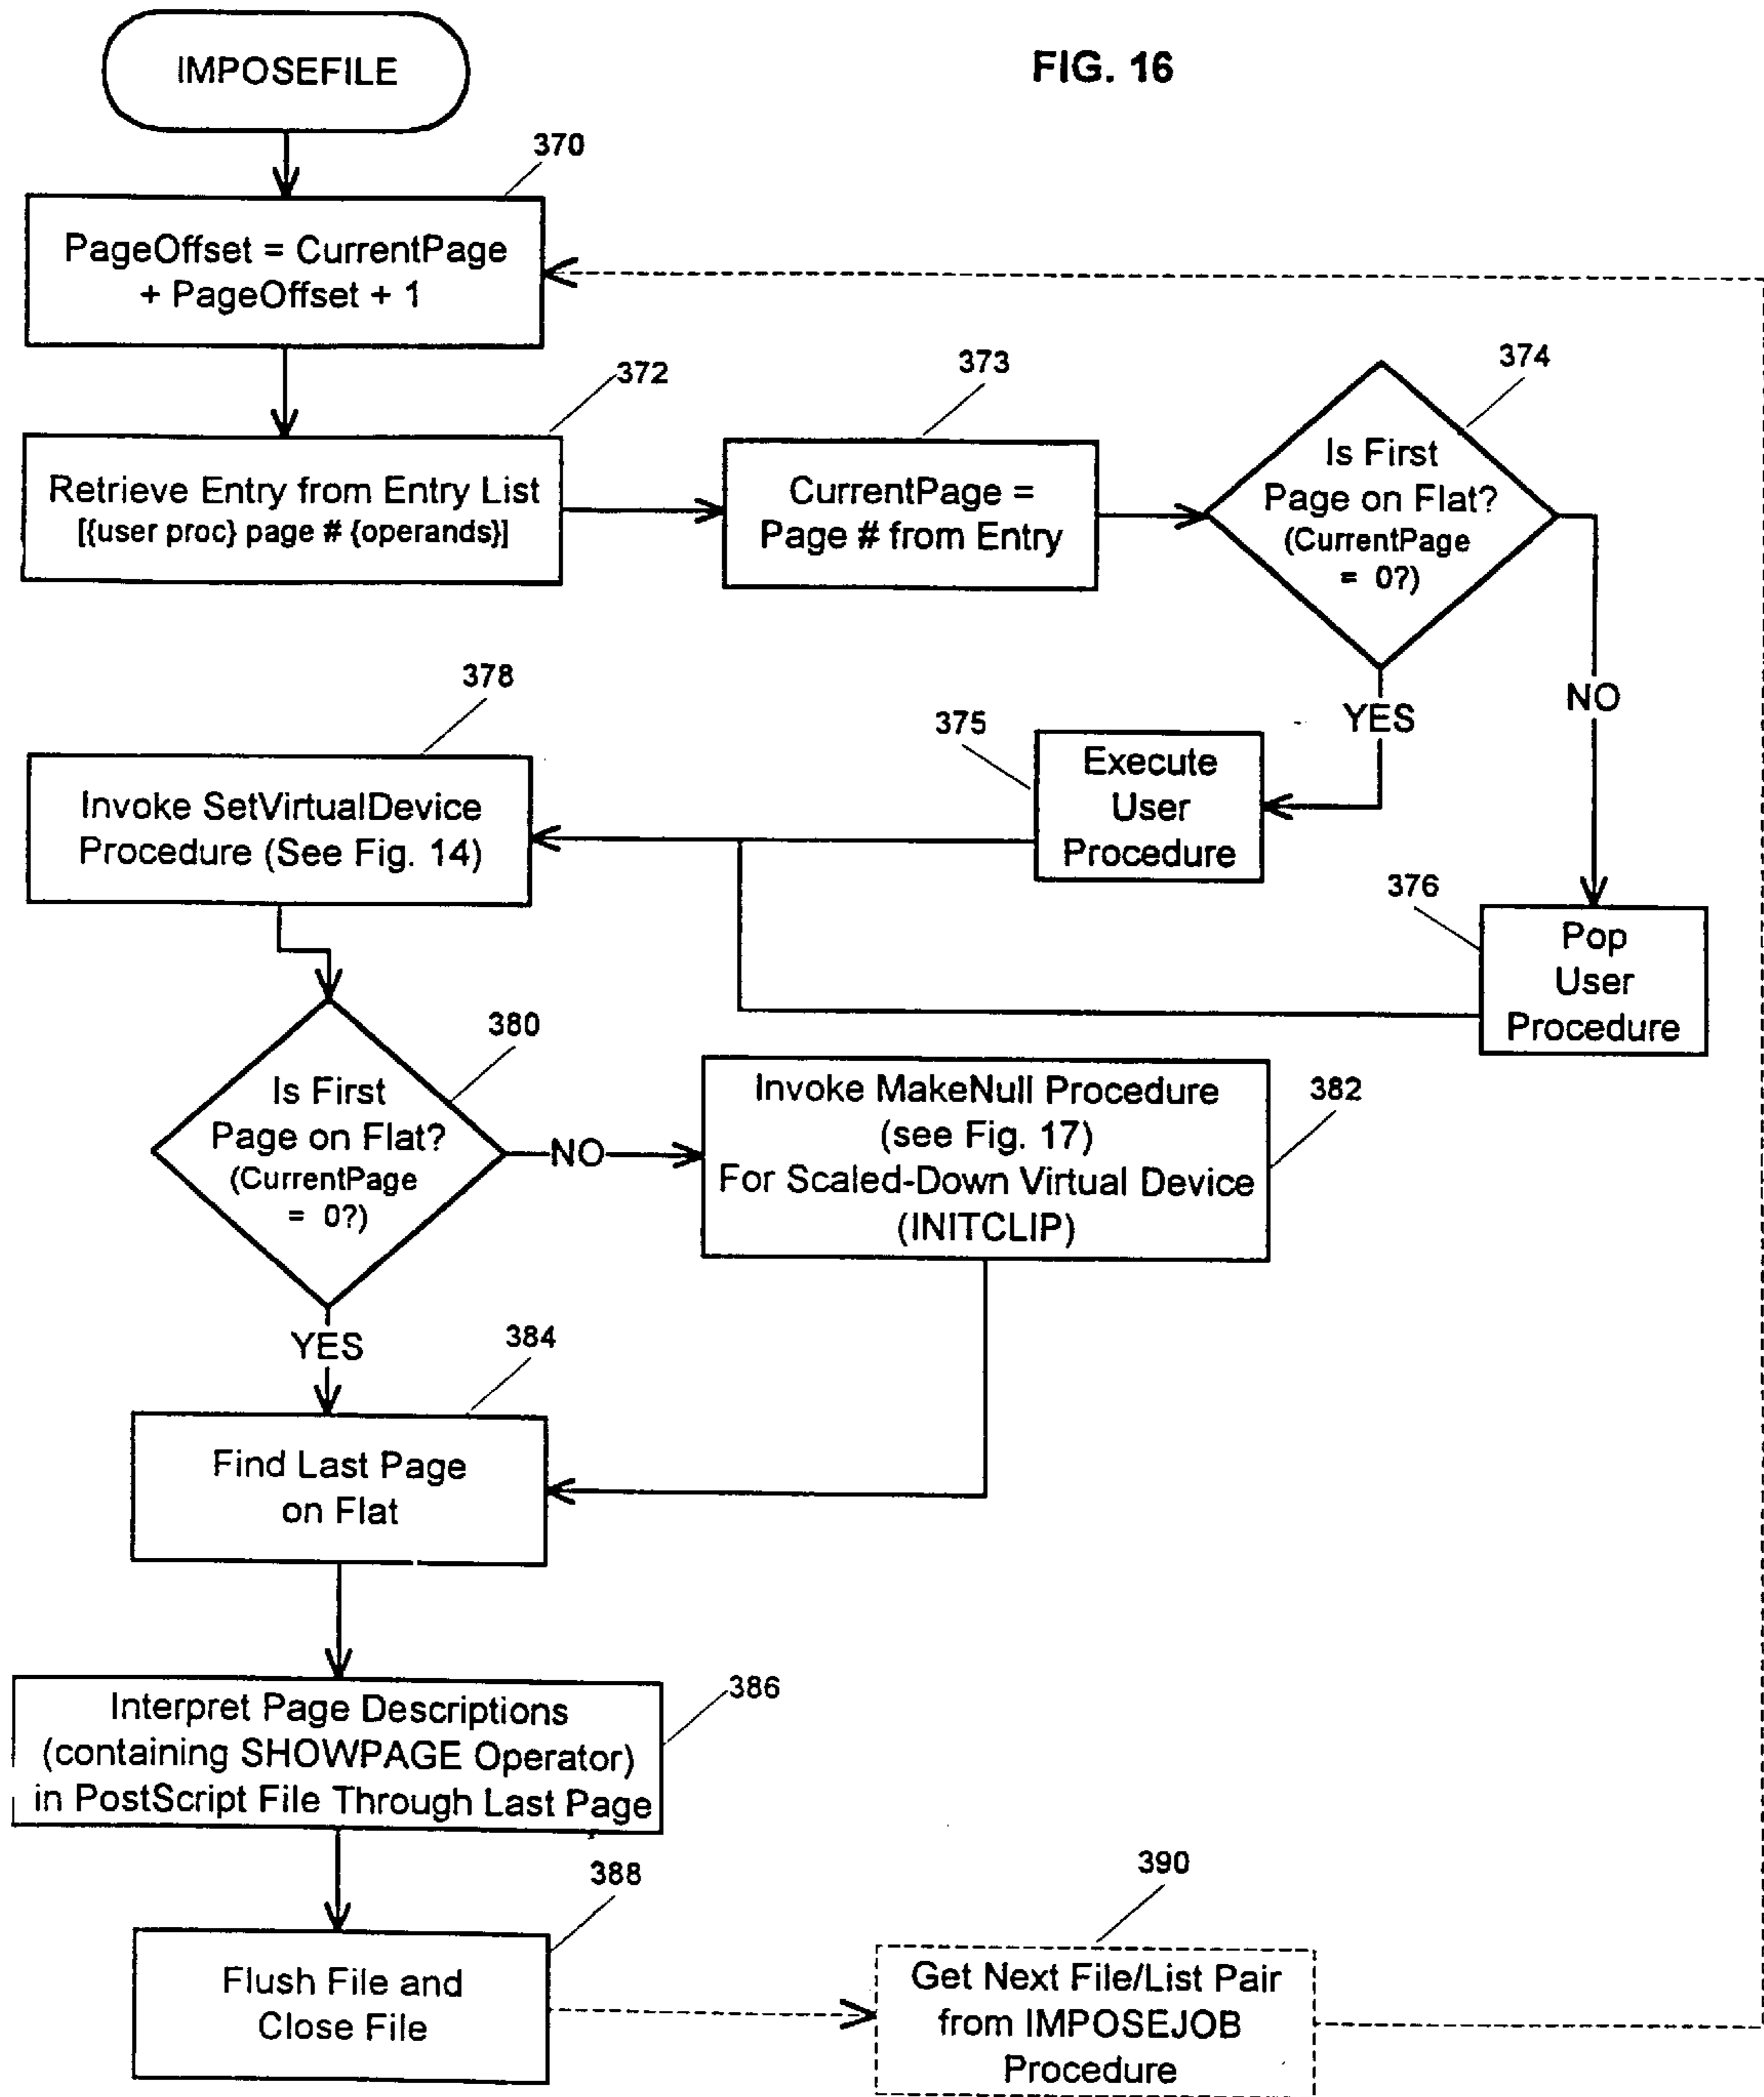 IMPOSEFILE
FIG. 16
370
PageOffset = CurrentPage
+ PageOffset + 1
372
Retrieve Entry from Entry List
[{user proc} page # {operands}]
373
CurrentPage =
Page # from Entry
374
Is First
Page on Flat?
(CurrentPage
= 0?)
YES
NO
375
Execute
User
Procedure
376
Pop
User
Procedure
378
Invoke SetVirtualDevice
Procedure (See Fig. 14)
380
Is First
Page on Flat?
(CurrentPage
= 0?)
NO
YES
382
Invoke MakeNull Procedure
(see Fig. 17)
For Scaled-Down Virtual Device
(INITCLIP)
384
Find Last Page
on Flat
386
Interpret Page Descriptions
(containing SHOWPAGE Operator)
in PostScript File Through Last Page
388
Flush File and
Close File
390
Get Next File/List Pair
from IMPOSEJOB
Procedure